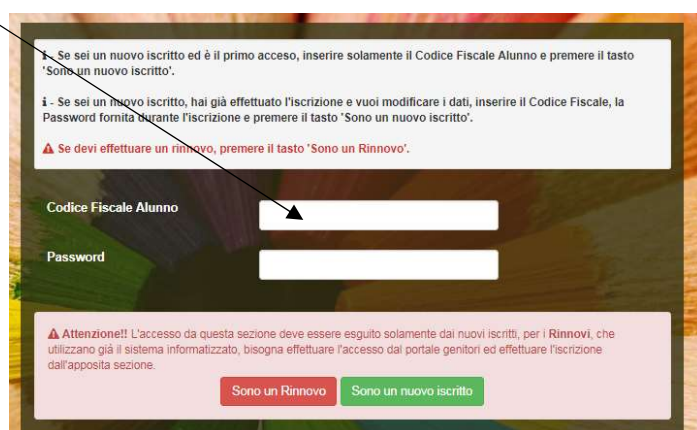 i - Se sei un nuovo iscritto ed è il primo accesso, inserire solamente il Codice Fiscale Alunno e premere il tasto
'Sono un nuovo iscritto'.
i - Se sei un nuovo iscritto, hai già effettuato l'iscrizione e vuoi modificare i dati, inserire il Codice Fiscale, la
Password fornita durante l'iscrizione e premere il tasto 'Sono un nuovo iscritto'.
Se devi effettuare un rinnovo, premere il tasto 'Sono un Rinnovo'.
Codice Fiscale Alunno
Password
Attenzione!! L'accesso da questa sezione deve essere esguito solamente dai nuovi iscritti, per i Rinnovi, che
utilizzano già il sistema informatizzato, bisogna effettuare l'accesso dal portale genitori ed effettuare l'iscrizione
dall'apposita sezione.
Sono un Rinnovo Sono un nuovo iscritto